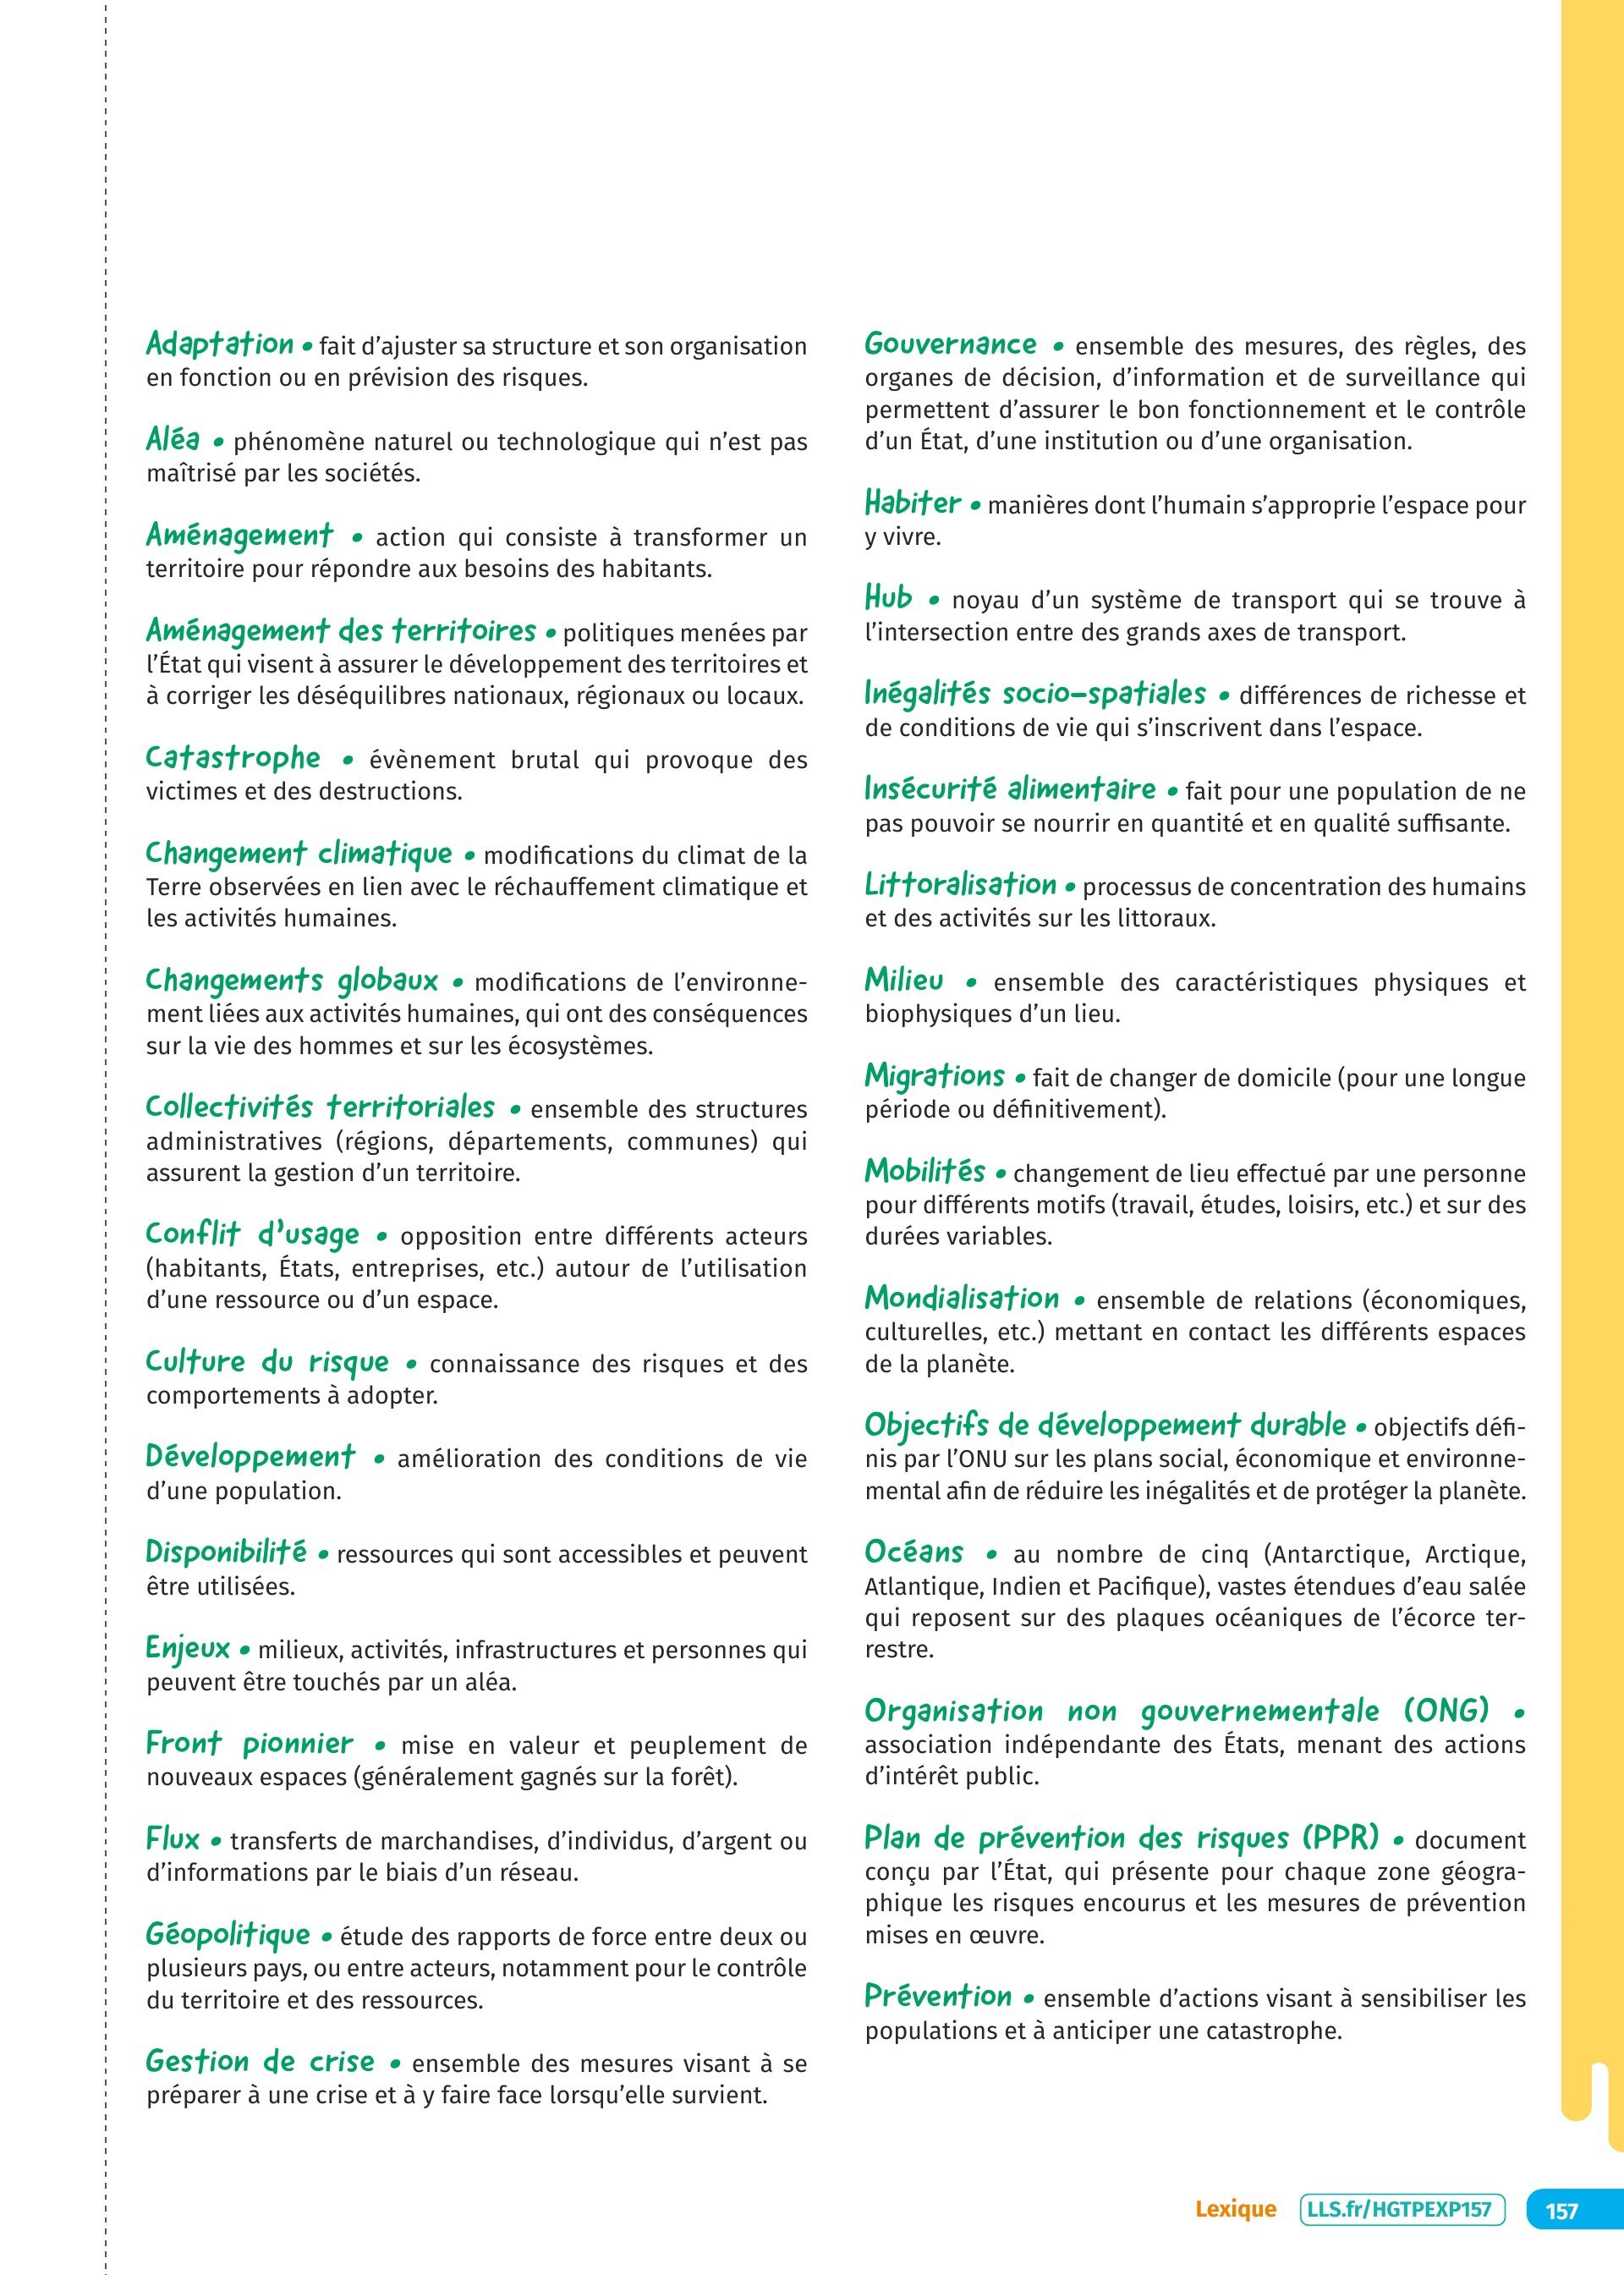 Adaptation • fait d’ajuster sa structure et son organisation
en fonction ou en prévision des risques.
Aléa • phénomène naturel ou technologique qui n’est pas
maîtrisé par les sociétés.
Aménagement • action qui consiste à transformer un
territoire pour répondre aux besoins des habitants.
Aménagement des territoires • politiques menées par
l’État qui visent à assurer le développement des territoires et
à corriger les déséquilibres nationaux, régionaux ou locaux.
Catastrophe • évènement brutal qui provoque des
victimes et des destructions.
Changement climatique • modifications du climat de la
Terre observées en lien avec le réchauffement climatique et
les activités humaines.
Changements globaux • modifications de l’environne-
ment liées aux activités humaines, qui ont des conséquences
sur la vie des hommes et sur les écosystèmes.
Collectivités territoriales • ensemble des structures
administratives (régions, départements, communes) qui
assurent la gestion d’un territoire.
Conflit d’usage • opposition entre différents acteurs
(habitants, États, entreprises, etc.) autour de l’utilisation
d’une ressource ou d’un espace.
Culture du risque • connaissance des risques et des
comportements à adopter.
Développement • amélioration des conditions de vie
d’une population.
Disponibilité • ressources qui sont accessibles et peuvent
être utilisées.
Enjeux • milieux, activités, infrastructures et personnes qui
peuvent être touchés par un aléa.
Front pionnier • mise en valeur et peuplement de
nouveaux espaces (généralement gagnés sur la forêt).
Flux • transferts de marchandises, d’individus, d’argent ou
d’informations par le biais d’un réseau.
Géopolitique • étude des rapports de force entre deux ou
plusieurs pays, ou entre acteurs, notamment pour le contrôle
du territoire et des ressources.
Gestion de crise • ensemble des mesures visant à se
préparer à une crise et à y faire face lorsqu’elle survient.
Gouvernance • ensemble des mesures, des règles, des
organes de décision, d’information et de surveillance qui
permettent d’assurer le bon fonctionnement et le contrôle
d’un État, d’une institution ou d’une organisation.
Habiter • manières dont l’humain s’approprie l’espace pour
y vivre.
Hub • noyau d’un système de transport qui se trouve à
l’intersection entre des grands axes de transport.
Inégalités socio-spatiales • différences de richesse et
de conditions de vie qui s’inscrivent dans l’espace.
Insécurité alimentaire • fait pour une population de ne
pas pouvoir se nourrir en quantité et en qualité suffisante.
Littoralisation • processus de concentration des humains
et des activités sur les littoraux.
Milieu • ensemble des caractéristiques physiques et
biophysiques d’un lieu.
Migrations • fait de changer de domicile (pour une longue
période ou définitivement).
Mobilités • changement de lieu effectué par une personne
pour différents motifs (travail, études, loisirs, etc.) et sur des
durées variables.
Mondialisation • ensemble de relations (économiques,
culturelles, etc.) mettant en contact les différents espaces
de la planète.
Objectifs de développement durable • objectifs défi-
nis par l’ONU sur les plans social, économique et environne-
mental afin de réduire les inégalités et de protéger la planète.
Océans • au nombre de cinq (Antarctique, Arctique,
Atlantique, Indien et Pacifique), vastes étendues d’eau salée
qui reposent sur des plaques océaniques de l’écorce ter-
restre.
Organisation non gouvernementale (ONG) •
association indépendante des États, menant des actions
d’intérêt public.
Plan de prévention des risques (PPR) • document
conçu par l’État, qui présente pour chaque zone géogra-
phique les risques encourus et les mesures de prévention
mises en œuvre.
Prévention • ensemble d’actions visant à sensibiliser les
populations et à anticiper une catastrophe.
Lexique LLS.fr/HGTPEXP157 157